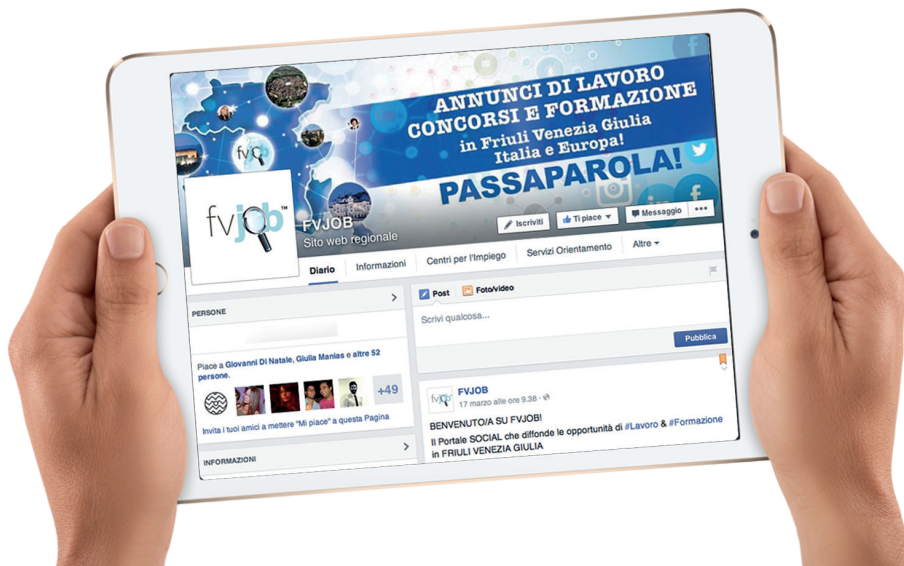 ANNUNCI DI LAVORO
CONCORSI E FORMAZIONE
in Friuli Venezia Giulia
Italia e Europa!
PASSAPAROLA!
fvjob
fvjob™
FVJOB
Sito web regionale
Iscriviti
Ti piace
Messaggio
Diario
Informazioni
Centri per l'Impiego
Servizi Orientamento
Altre
PERSONE
Piace a Giovanni Di Natale, Giulia Manias e altre 52
persone.
+49
Invita i tuoi amici a mettere "Mi piace" a questa Pagina
INFORMAZIONI
Post
Foto/video
Scrivi qualcosa...
Pubblica
fvjob
FVJOB
17 marzo alle ore 9.38 ·
BENVENUTO/A SU FVJOB!
Il Portale SOCIAL che diffonde le opportunità di #Lavoro & #Formazione
in FRIULI VENEZIA GIULIA